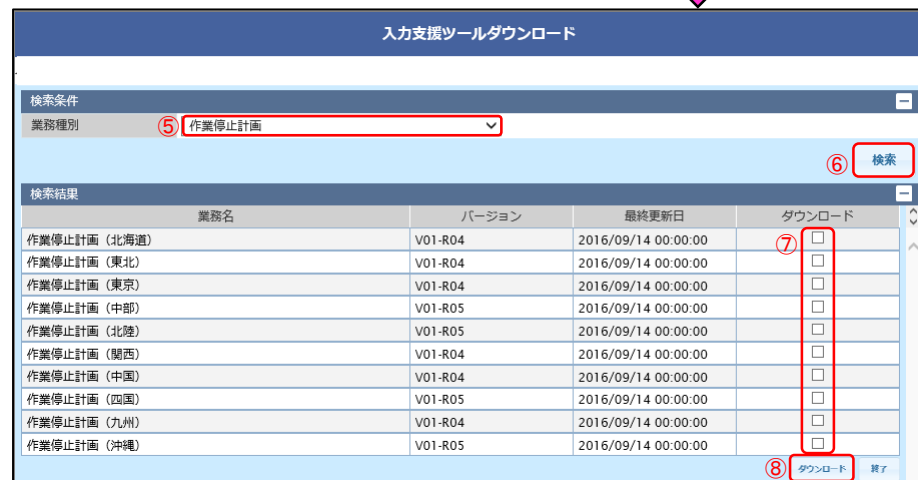 入力支援ツールダウンロード
検索条件
業務種別 ⑤ 作業停止計画
⑥ 検索
検索結果
業務名 バージョン 最終更新日 ダウンロード
作業停止計画（北海道） V01-R04 2016/09/14 00:00:00 ⑦
作業停止計画（東北） V01-R04 2016/09/14 00:00:00
作業停止計画（東京） V01-R04 2016/09/14 00:00:00
作業停止計画（中部） V01-R05 2016/09/14 00:00:00
作業停止計画（北陸） V01-R05 2016/09/14 00:00:00
作業停止計画（関西） V01-R04 2016/09/14 00:00:00
作業停止計画（中国） V01-R04 2016/09/14 00:00:00
作業停止計画（四国） V01-R05 2016/09/14 00:00:00
作業停止計画（九州） V01-R04 2016/09/14 00:00:00
作業停止計画（沖縄） V01-R05 2016/09/14 00:00:00
⑧ ダウンロード 終了